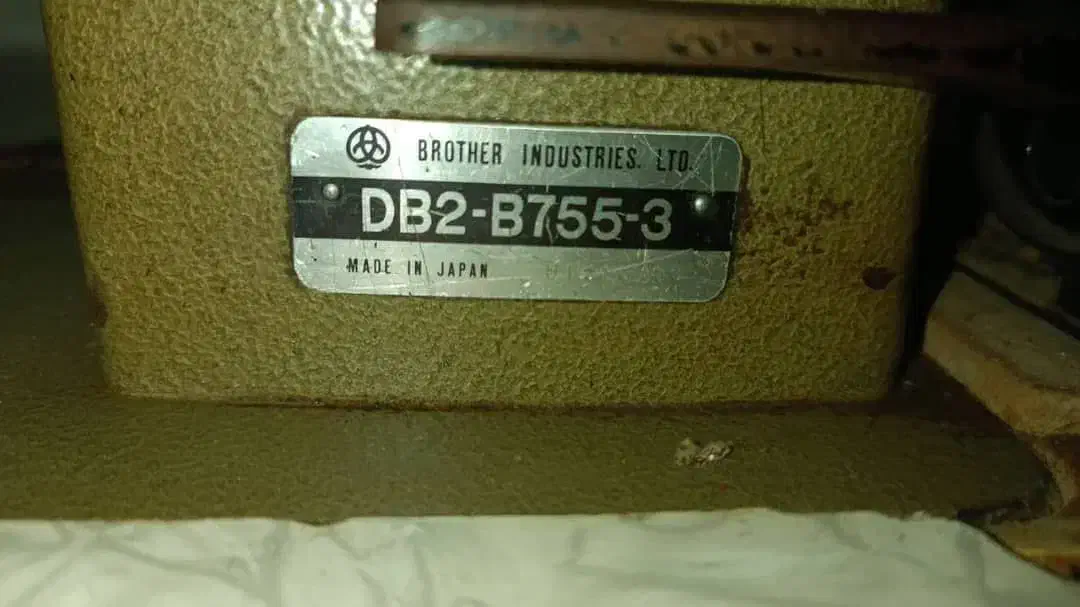 BROTHER INDUSTRIES. LTD.
DB2-B755-3
MADE IN JAPAN